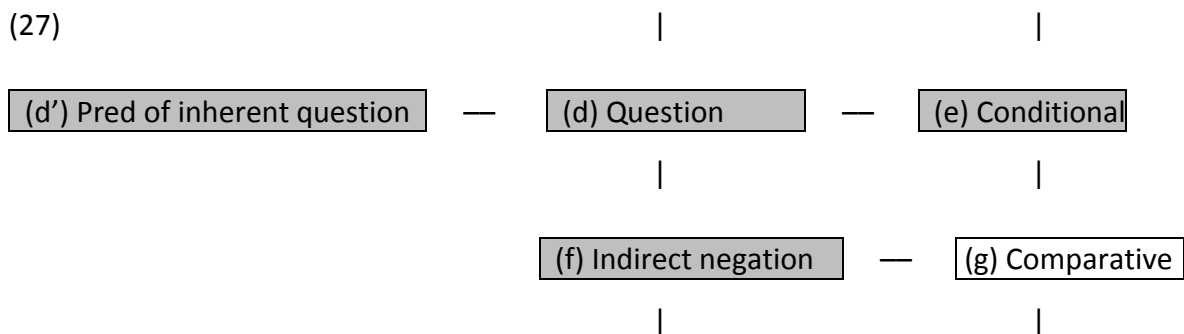 (27)
(d’) Pred of inherent question — (d) Question — (e) Conditional
(f) Indirect negation — (g) Comparative